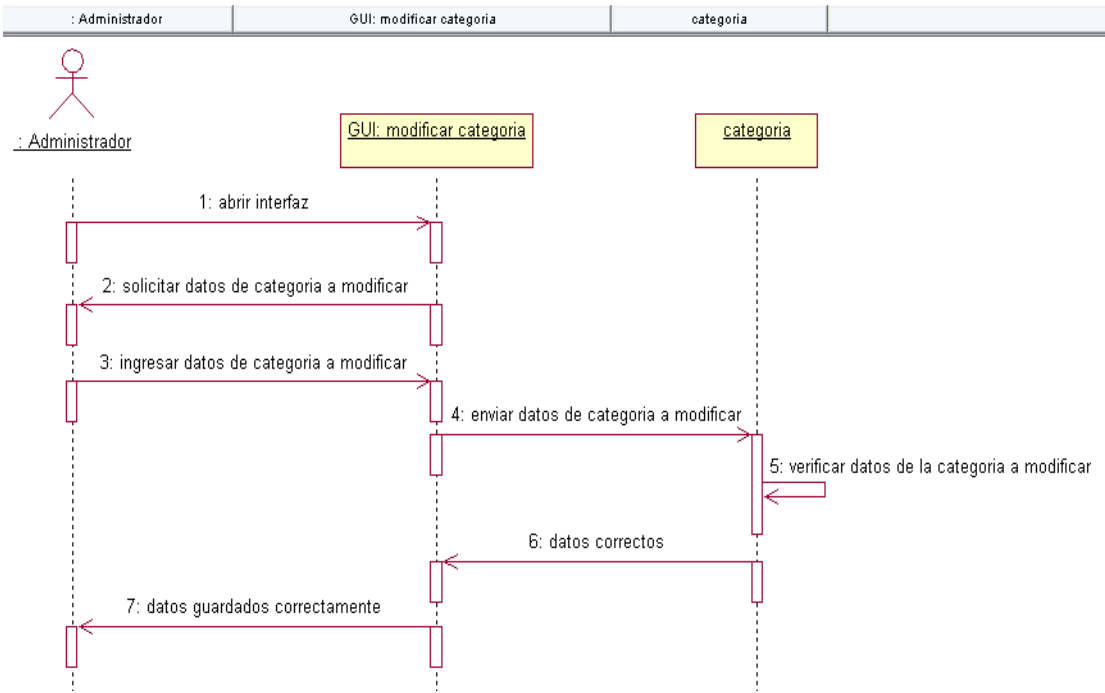 : Administrador
GUI: modificar categoria
categoria
: Administrador
GUI: modificar categoria
categoria
1: abrir interfaz
2: solicitar datos de categoria a modificar
3: ingresar datos de categoria a modificar
4: enviar datos de categoria a modificar
5: verificar datos de la categoria a modificar
6: datos correctos
7: datos guardados correctamente